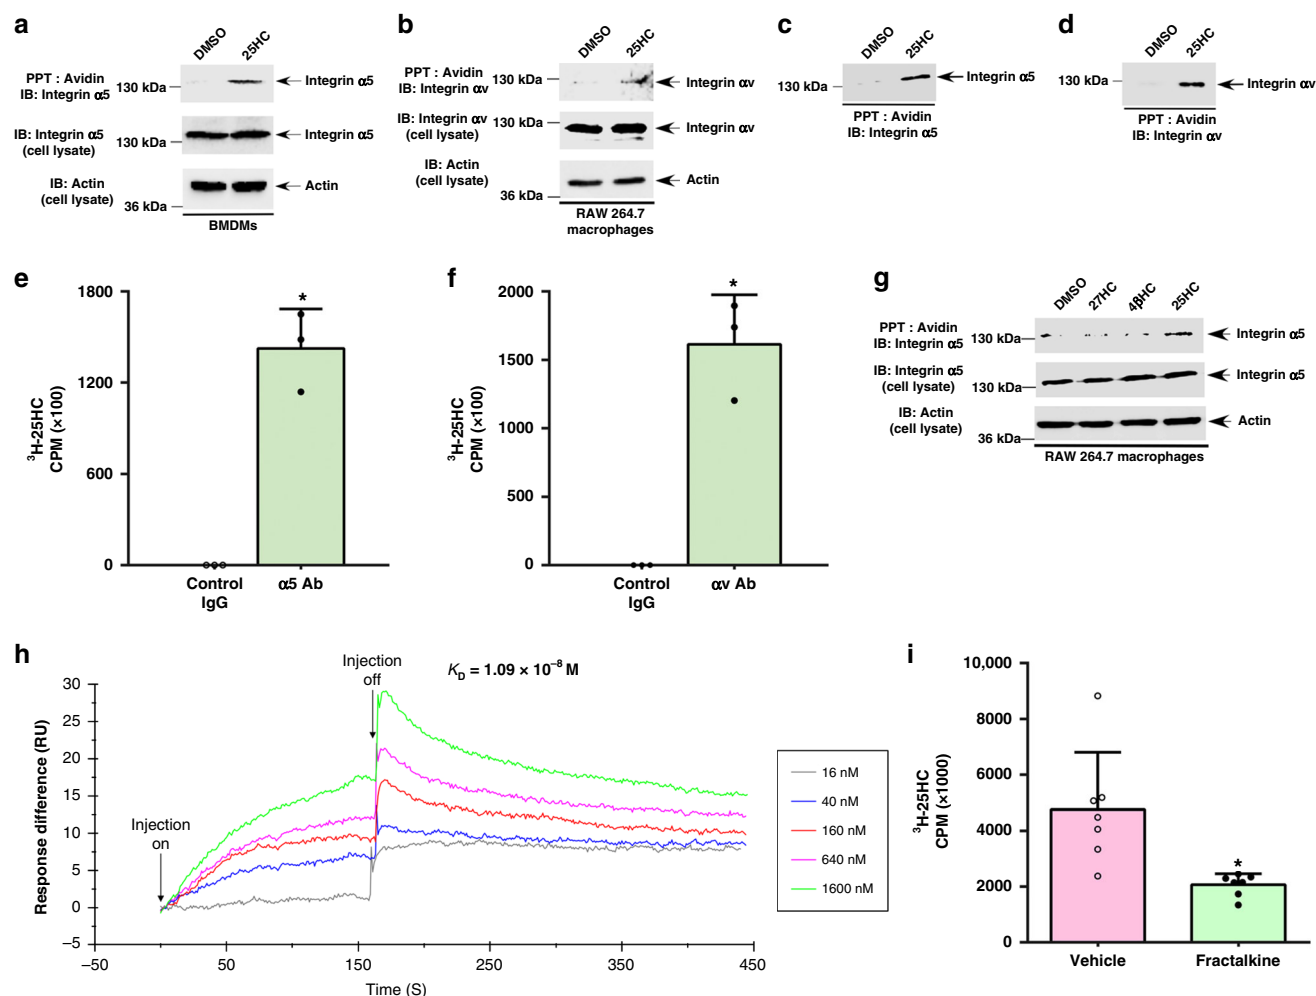 a
DMSO 25HC
PPT : Avidin
IB: Integrin α5
130 kDa
Integrin α5
IB: Integrin α5
(cell lysate)
130 kDa
Integrin α5
IB: Actin
(cell lysate)
36 kDa
Actin
BMDMs
b
DMSO 25HC
PPT : Avidin
IB: Integrin αv
130 kDa
Integrin αv
IB: Integrin αv
(cell lysate)
130 kDa
Integrin αv
IB: Actin
(cell lysate)
36 kDa
Actin
RAW 264.7
macrophages
c
DMSO 25HC
130 kDa
Integrin α5
PPT : Avidin
IB: Integrin α5
d
DMSO 25HC
130 kDa
Integrin αv
PPT : Avidin
IB: Integrin αv
e
³H-25HC
CPM (×100)
1800
1200
600
0
*
Control
IgG
α5 Ab
f
³H-25HC
CPM (×100)
2000
1500
1000
500
0
*
Control
IgG
αv Ab
g
DMSO 27HC 4βHC 25HC
PPT : Avidin
IB: Integrin α5
130 kDa
Integrin α5
IB: Integrin α5
(cell lysate)
130 kDa
Integrin α5
IB: Actin
(cell lysate)
36 kDa
Actin
RAW 264.7 macrophages
h
Injection
on
Injection
off
K_D = 1.09 × 10⁻⁸ M
Response difference (RU)
30
25
20
15
10
5
0
–5
–50 50 150 250 350 450
Time (S)
16 nM
40 nM
160 nM
640 nM
1600 nM
i
³H-25HC
CPM (×1000)
10,000
8000
6000
4000
2000
0
*
Vehicle Fractalkine